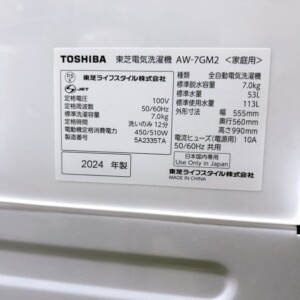 TOSHIBA 東芝電気洗濯機 AW-7GM2 <家庭用>
東芝ライフスタイル株式会社
S JET
定格電圧 100V
定格周波数 50/60Hz
標準洗濯容量 7.0kg
定格時間 洗いのみ 12分
電動機定格消費電力 450/510W
製造番号 5A2335TA
2024 年製
種類 全自動電気洗濯機
標準脱水容量 7.0kg
標準水量 53L
標準使用水量 113L
外形寸法 幅 555mm
奥行560mm
高さ990mm
電流ヒューズ(電源用) 10A
50/60Hz 共用
日本国内専用
Use Only in Japan
東芝ライフスタイル株式会社
MADE IN CHINA